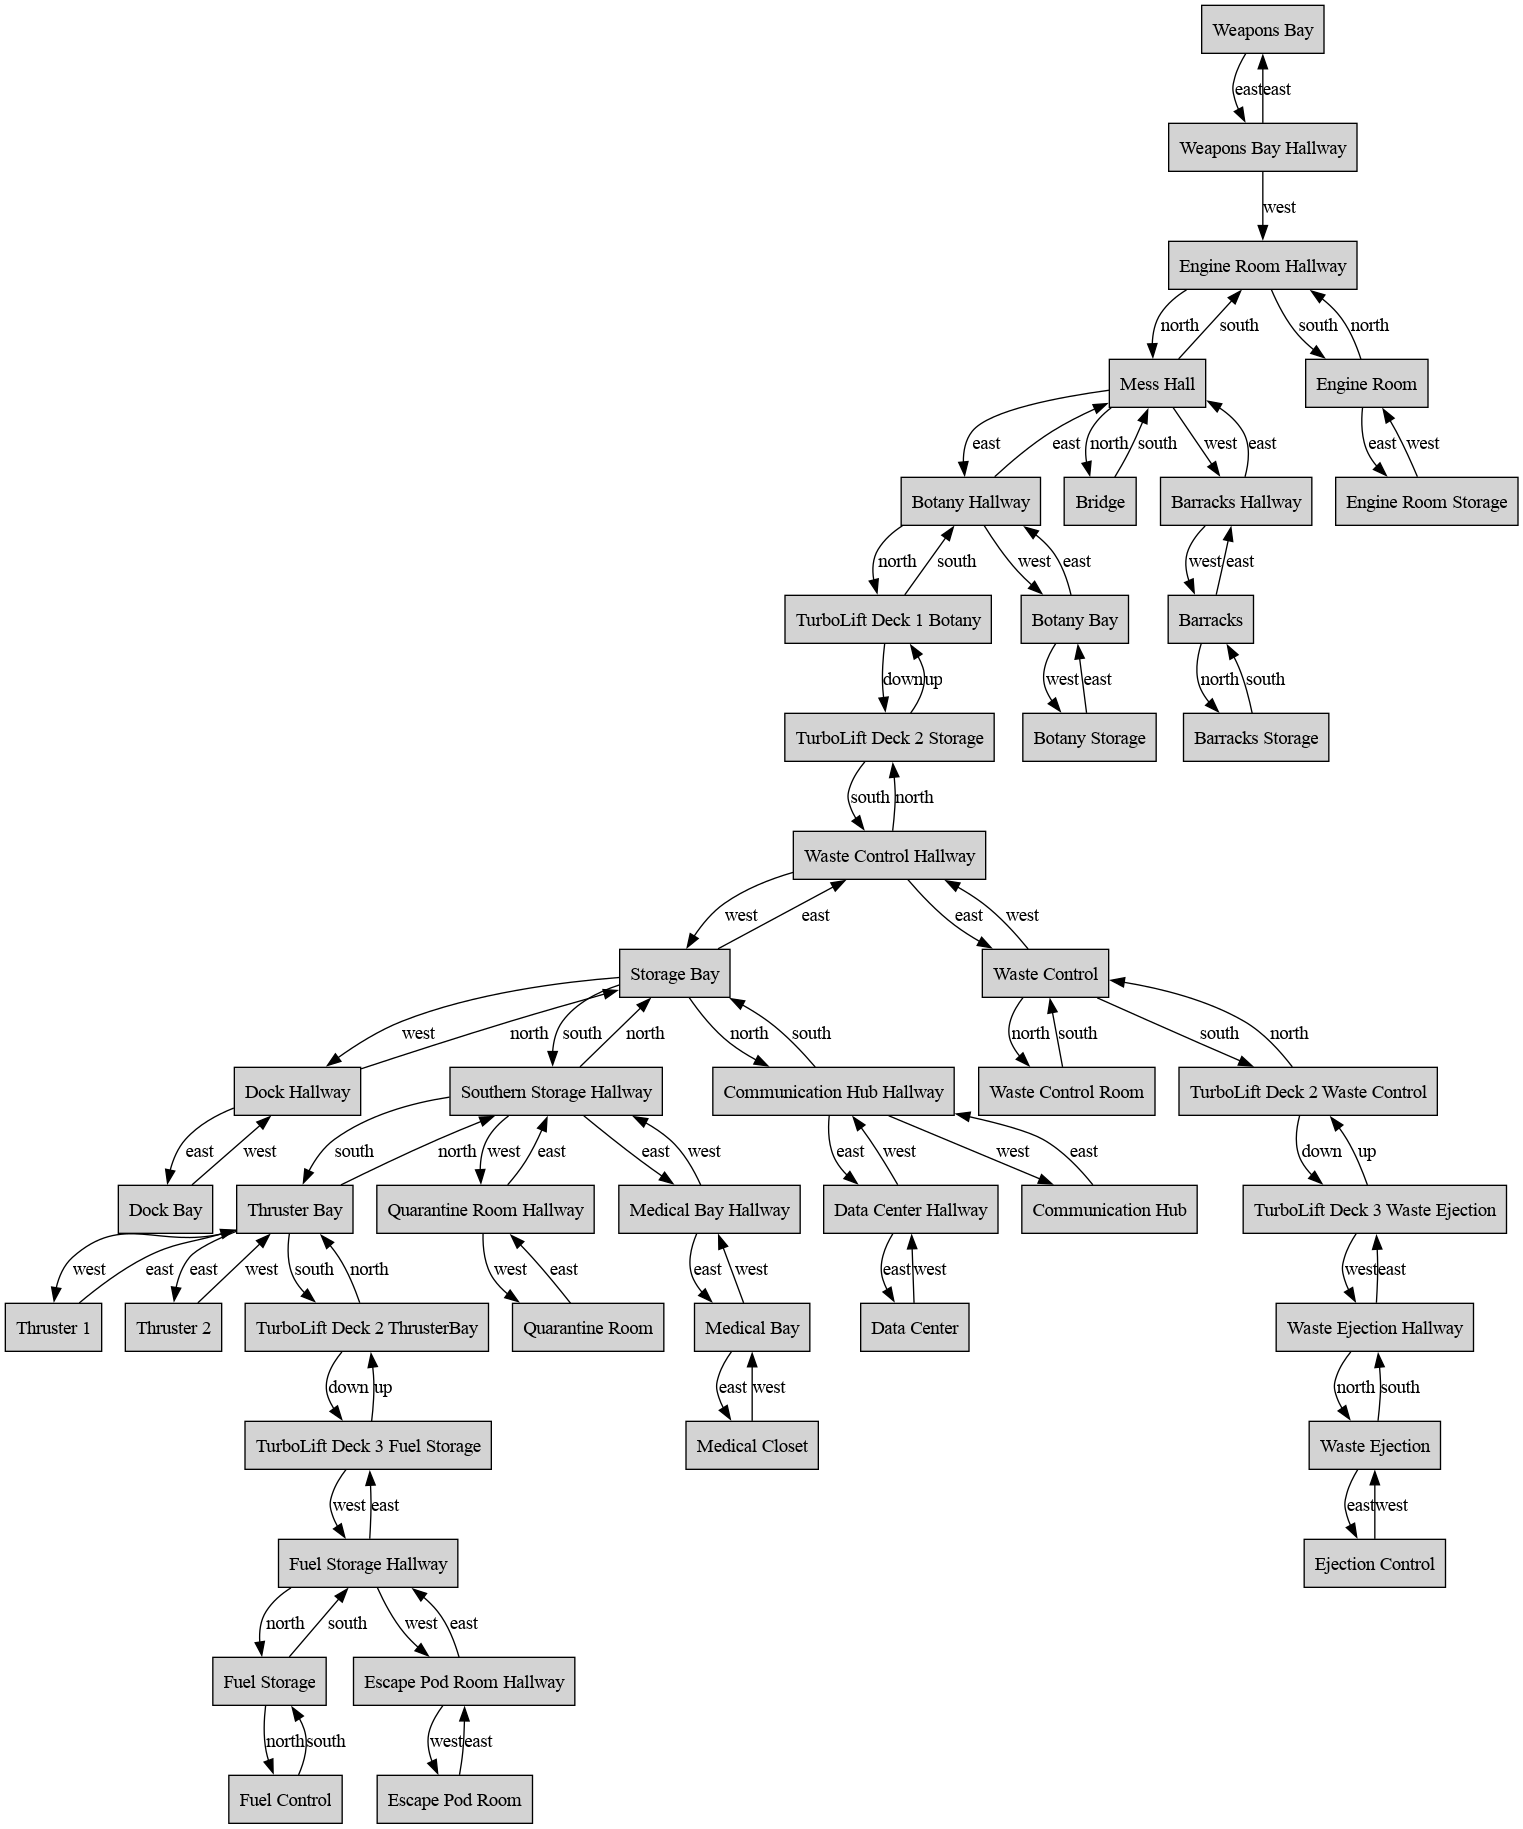 Weapons Bay
east east
Weapons Bay Hallway
west
Engine Room Hallway
north south south north
Mess Hall Engine Room
east east north south west east east west
Botany Hallway Bridge Barracks Hallway Engine Room Storage
north south west east west east
TurboLift Deck 1 Botany Botany Bay Barracks
down up west east north south
TurboLift Deck 2 Storage Botany Storage Barracks Storage
south north
Waste Control Hallway
west east east west
Storage Bay Waste Control
west north south north north south north south south north
Dock Hallway Southern Storage Hallway Communication Hub Hallway Waste Control Room TurboLift Deck 2 Waste Control
east west south north west east east west east west west east down up
Dock Bay Thruster Bay Quarantine Room Hallway Medical Bay Hallway Data Center Hallway Communication Hub TurboLift Deck 3 Waste Ejection
west east east west south north west east east west east west west east
Thruster 1 Thruster 2 TurboLift Deck 2 ThrusterBay Quarantine Room Medical Bay Data Center Waste Ejection Hallway
down up east west north south
TurboLift Deck 3 Fuel Storage Medical Closet Waste Ejection
west east east west
Fuel Storage Hallway Ejection Control
north south west east
Fuel Storage Escape Pod Room Hallway
north south west east
Fuel Control Escape Pod Room